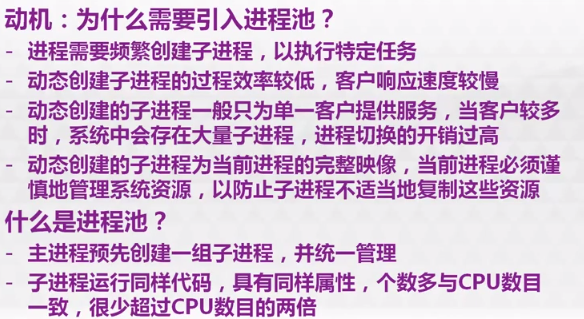 动机：为什么需要引入进程池？
- 进程需要频繁创建子进程，以执行特定任务
- 动态创建子进程的过程效率较低，客户响应速度较慢
- 动态创建的子进程一般只为单一客户提供服务，当客户较多
时，系统中会存在大量子进程，进程切换的开销过高
- 动态创建的子进程为当前进程的完整映像，当前进程必须谨
慎地管理系统资源，以防止子进程不适当地复制这些资源
什么是进程池？
- 主进程预先创建一组子进程，并统一管理
- 子进程运行同样代码，具有同样属性，个数多与CPU数目
一致，很少超过CPU数目的两倍